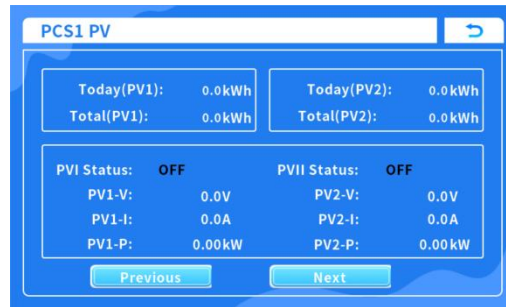 PCS1 PV
Today(PV1): 0.0kWh Today(PV2): 0.0kWh
Total(PV1): 0.0kWh Total(PV2): 0.0kWh
PVI Status: OFF PVII Status: OFF
PV1-V: 0.0V PV2-V: 0.0V
PV1-I: 0.0A PV2-I: 0.0A
PV1-P: 0.00kW PV2-P: 0.00kW
Previous Next